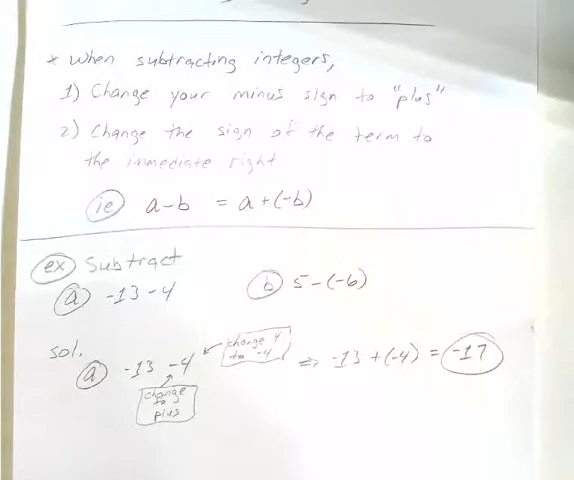 * When subtracting integers,
1) Change your minus sign to "plus"
2) Change the sign of the term to
the immediate right
ie a-b = a+(-b)
ex Subtract
a -13-4
b 5-(-6)
sol.
a -13 -4
change 4
to -4
⇒ -13 +(-4) = -17
change
to
plus